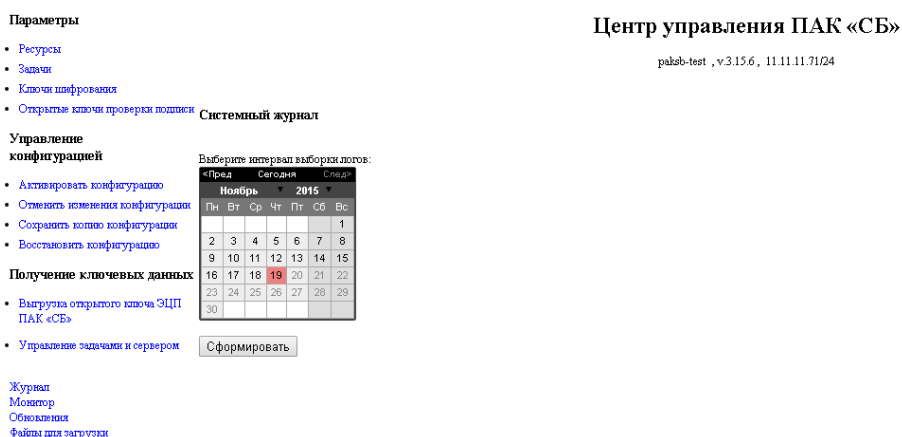 Параметры
Ресурсы
Задачи
Ключи шифрования
Открытые ключи проверки подписи
Управление
конфигурацией
Активировать конфигурацию
Отменить изменения конфигурации
Сохранить копию конфигурации
Восстановить конфигурацию
Получение ключевых данных
Выгрузка открытого ключа ЭЦП
ПАК «СБ»
Управление задачами и сервером
Журнал
Монитор
Обновления
Файлы для загрузки
Центр управления ПАК «СБ»
paksb-test , v.3.15.6 , 11.11.11.71/24
Системный журнал
Выберите интервал выборки логов:
<Пред Сегодня След>
Ноябрь 2015
Пн Вт Ср Чт Пт Сб Вс
1
2 3 4 5 6 7 8
9 10 11 12 13 14 15
16 17 18 19 20 21 22
23 24 25 26 27 28 29
30
Сформировать